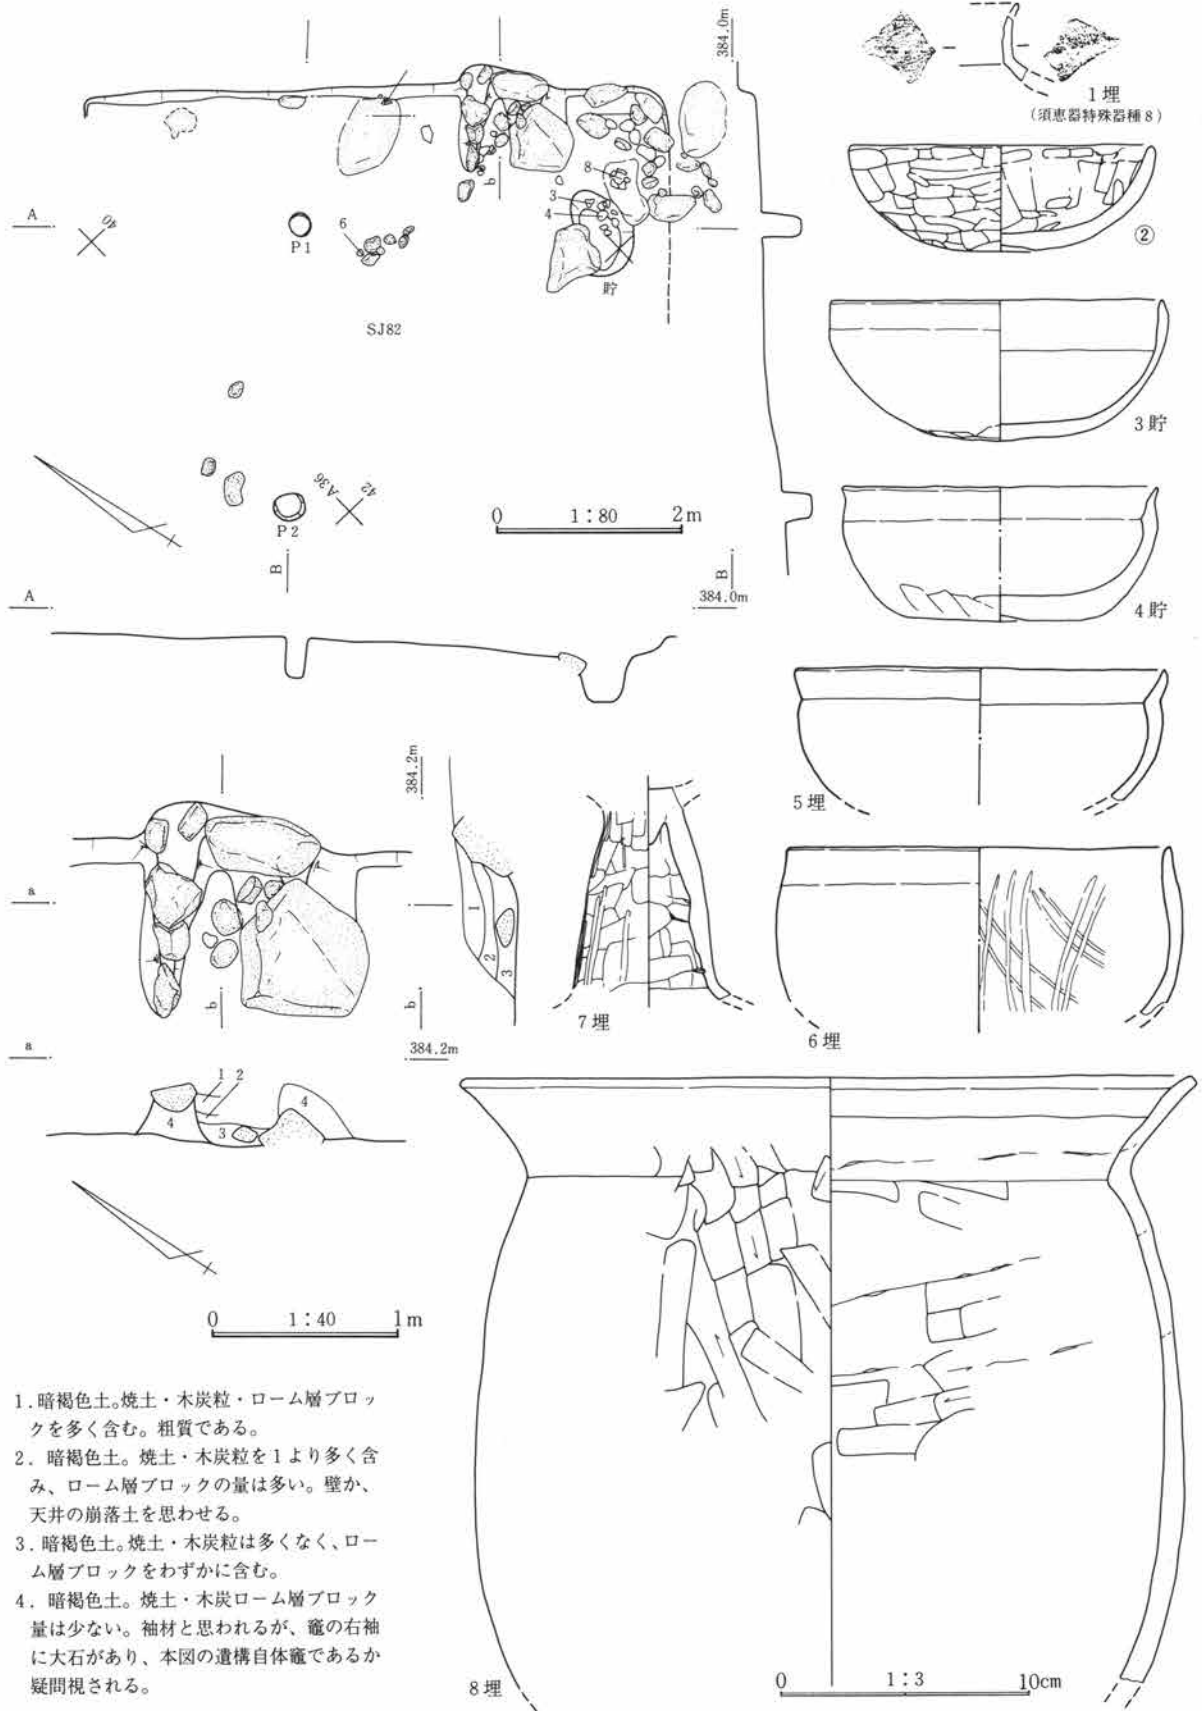 384.0m
1埋
(須恵器特殊器種8)
②
8
3
4
b
A
40
P1
6
貯
SJ82
3貯
A36
42
P2
0 1:80 2m
B
B
384.0m
A
4貯
5埋
384.2m
a
1
2
3
b
b
7埋
6埋
a
384.2m
1 2
4
3
4
0 1:40 1m
1.暗褐色土。焼土・木炭粒・ローム層ブロッ
クを多く含む。粗質である。
2.暗褐色土。焼土・木炭粒を1より多く含
み、ローム層ブロックの量は多い。壁か、
天井の崩落土を思わせる。
3.暗褐色土。焼土・木炭粒は多くなく、ロー
ム層ブロックをわずかに含む。
4.暗褐色土。焼土・木炭ローム層ブロック
量は少ない。袖材と思われるが、竈の右袖
に大石があり、本図の遺構自体竈であるか
疑問視される。
8埋
0 1:3 10cm